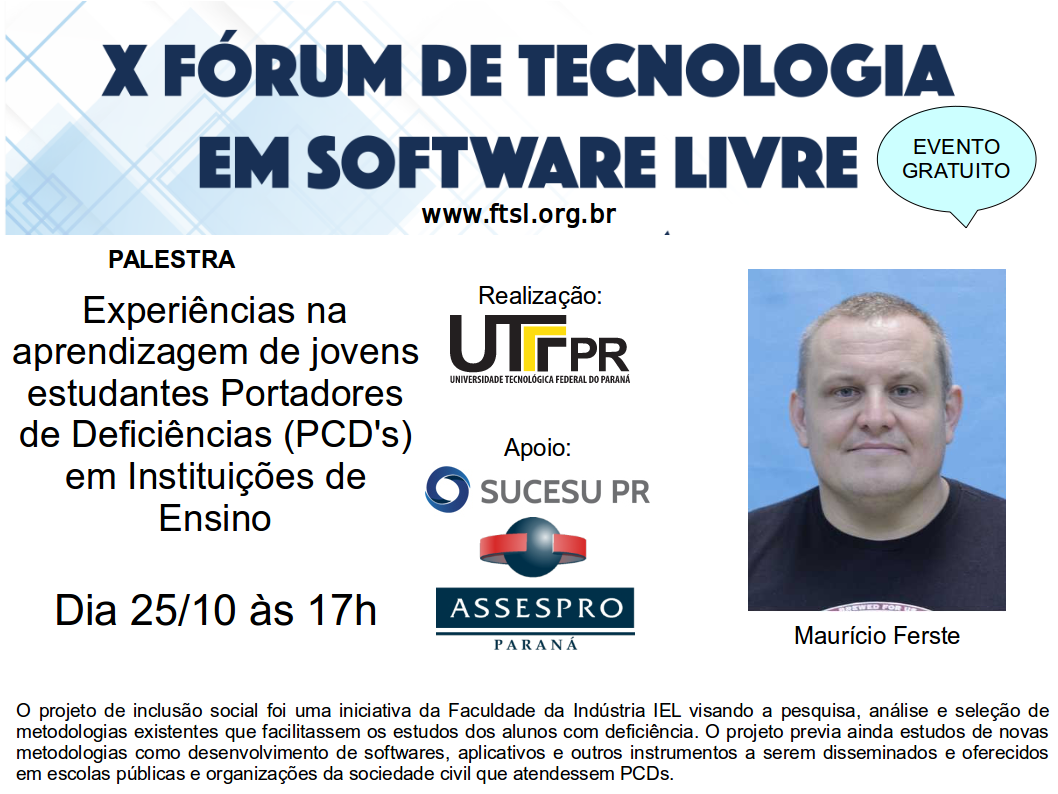 X FÓRUM DE TECNOLOGIA
EM SOFTWARE LIVRE
EVENTO
GRATUITO
www.ftsl.org.br
PALESTRA
Experiências na
aprendizagem de jovens
estudantes Portadores
de Deficiências (PCD's)
em Instituições de
Ensino
Dia 25/10 às 17h
Realização:
UTFPR
UNIVERSIDADE TECNOLÓGICA FEDERAL DO PARANÁ
Apoio:
SUCESU PR
ASSESPRO
PARANÁ
BREWED FOR US
Maurício Ferste
O projeto de inclusão social foi uma iniciativa da Faculdade da Indústria IEL visando a pesquisa, análise e seleção de
metodologias existentes que facilitassem os estudos dos alunos com deficiência. O projeto previa ainda estudos de novas
metodologias como desenvolvimento de softwares, aplicativos e outros instrumentos a serem disseminados e oferecidos
em escolas públicas e organizações da sociedade civil que atendessem PCDs.